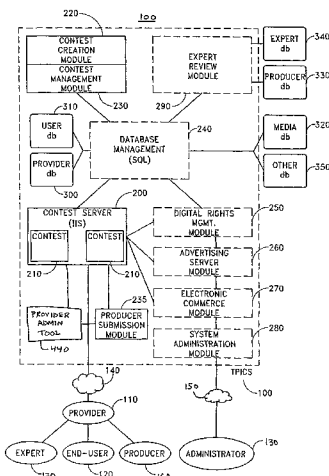 220
100
CONTEST
CREATION
MODULE
CONTEST
MANAGEMENT
MODULE
EXPERT
REVIEW
MODULE
EXPERT
db
340
PRODUCER
db
330
310
230
290
USER
db
PROVIDER
db
300
240
DATABASE
MANAGEMENT
(SQL)
MEDIA
db
320
OTHER
db
350
200
CONTEST SERVER
(IIS)
CONTEST
CONTEST
210
210
DIGITAL RIGHTS
MGMT.
MODULE
250
ADVERTISING
SERVER
MODULE
260
ELECTRONIC
COMMERCE
MODULE
270
SYSTEM
ADMINISTRATION
MODULE
280
235
PROVIDER
ADMIN
TOOL
440
PRODUCER
SUBMISSION
MODULE
TPICS
100
140
150
PROVIDER
110
EXPERT
END-USER
120
PRODUCER
ADMINISTRATOR
130